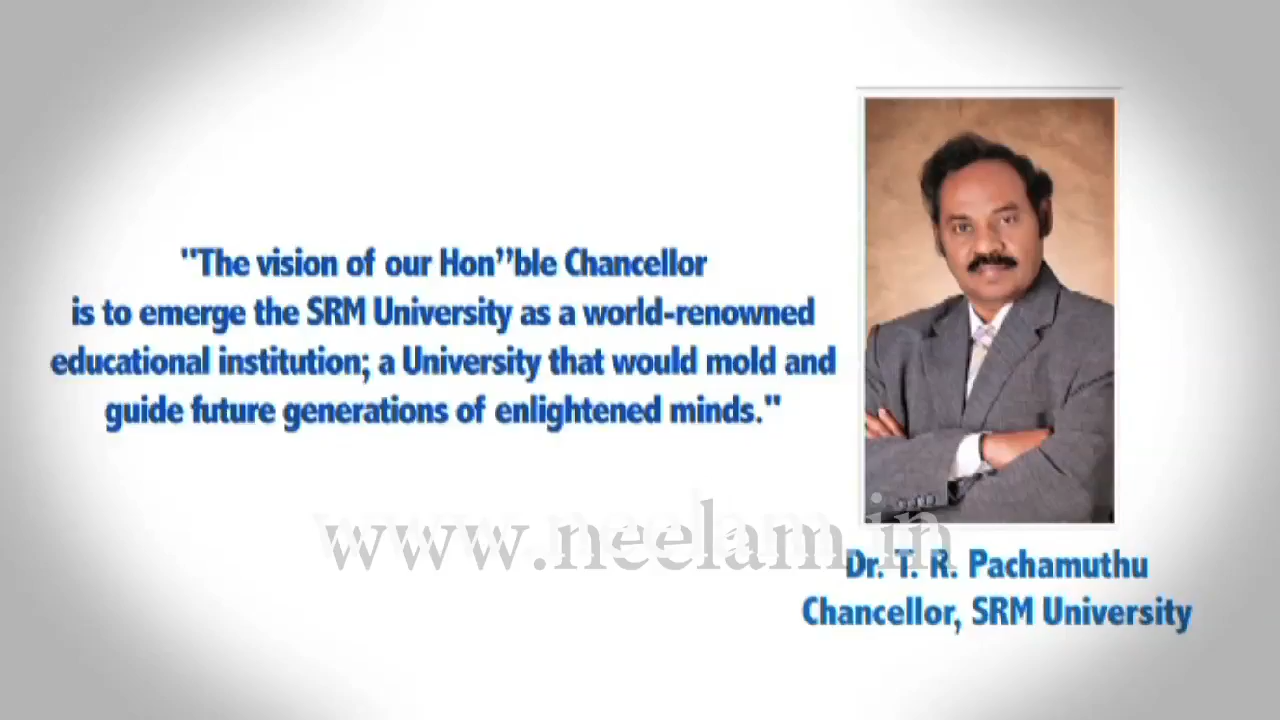 "The vision of our Hon''ble Chancellor
is to emerge the SRM University as a world-renowned
educational institution; a University that would mold and
guide future generations of enlightened minds."
www.neelam.in
Dr. T. R. Pachamuthu
Chancellor, SRM University